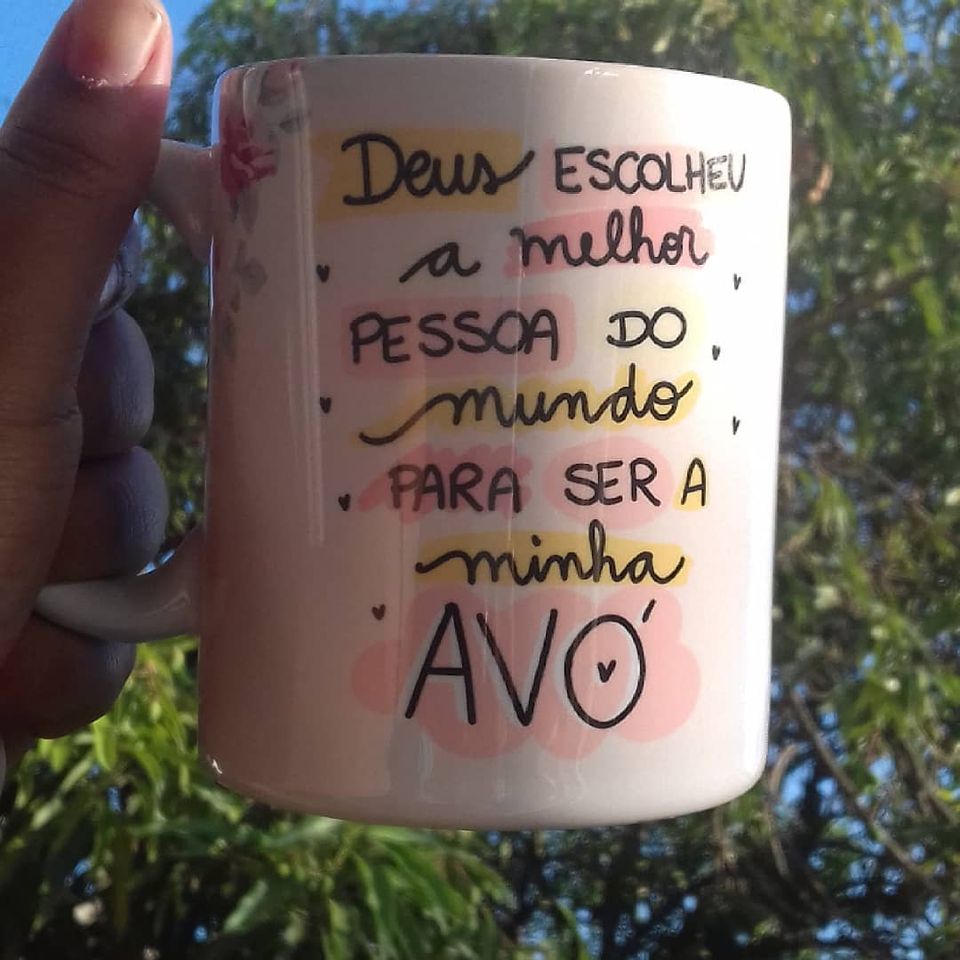 Deus ESCOLHEU
a melhor
PESSOA DO
mundo
PARA SER A
minha
AVÓ